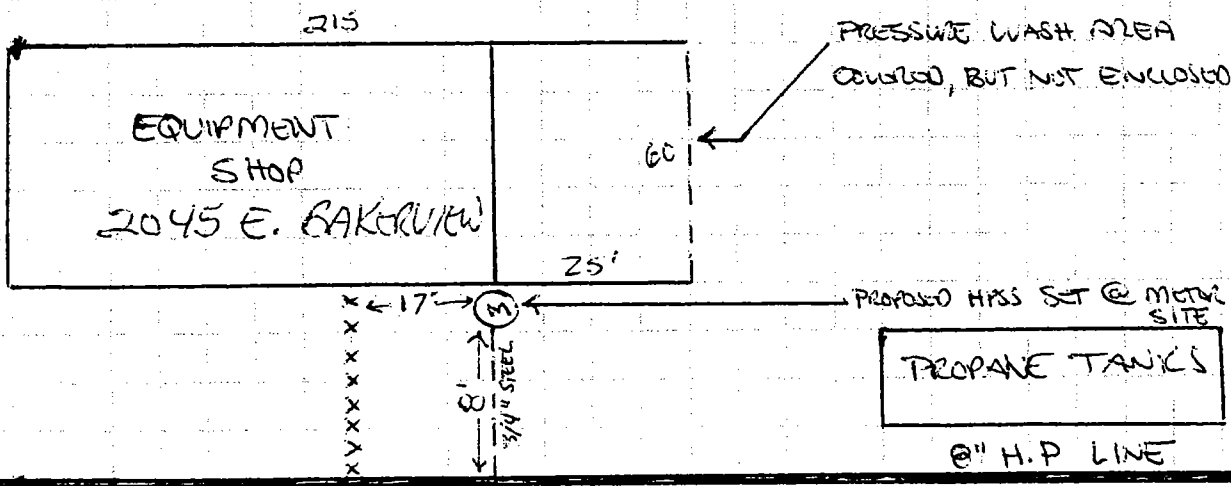 215
PRESSURE WASH AREA
COVERED, BUT NOT ENCLOSED
EQUIPMENT
SHOP
2045 E. BAKERVIEW
60
25'
17'
M
PROPOSED HPSS SET @ METER
SITE
8'
3/4" STEEL
PROPANE TANKS
H.P LINE